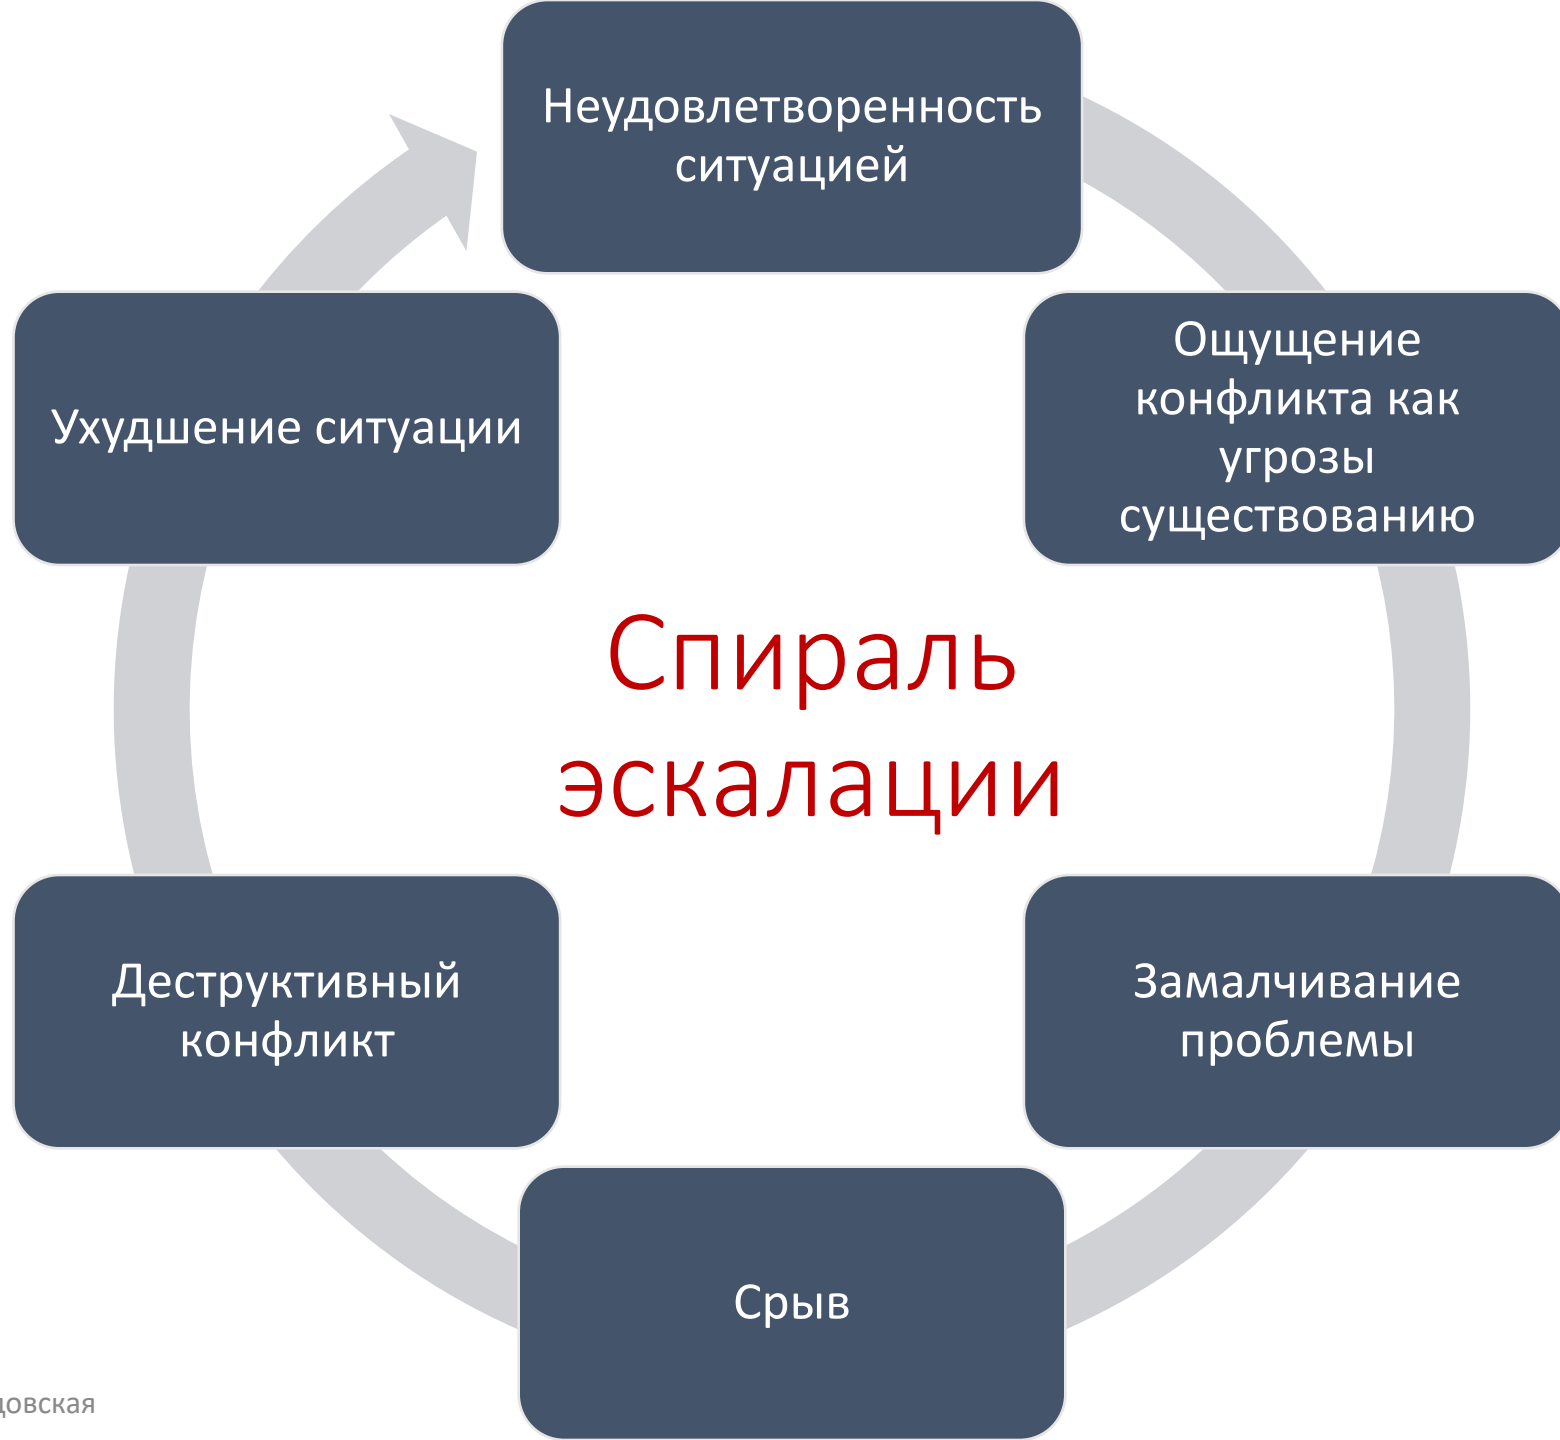 Неудовлетворенность
ситуацией
Ощущение
конфликта как
угрозы
существованию
Замалчивание
проблемы
Срыв
Деструктивный
конфликт
Ухудшение ситуации
Спираль
эскалации